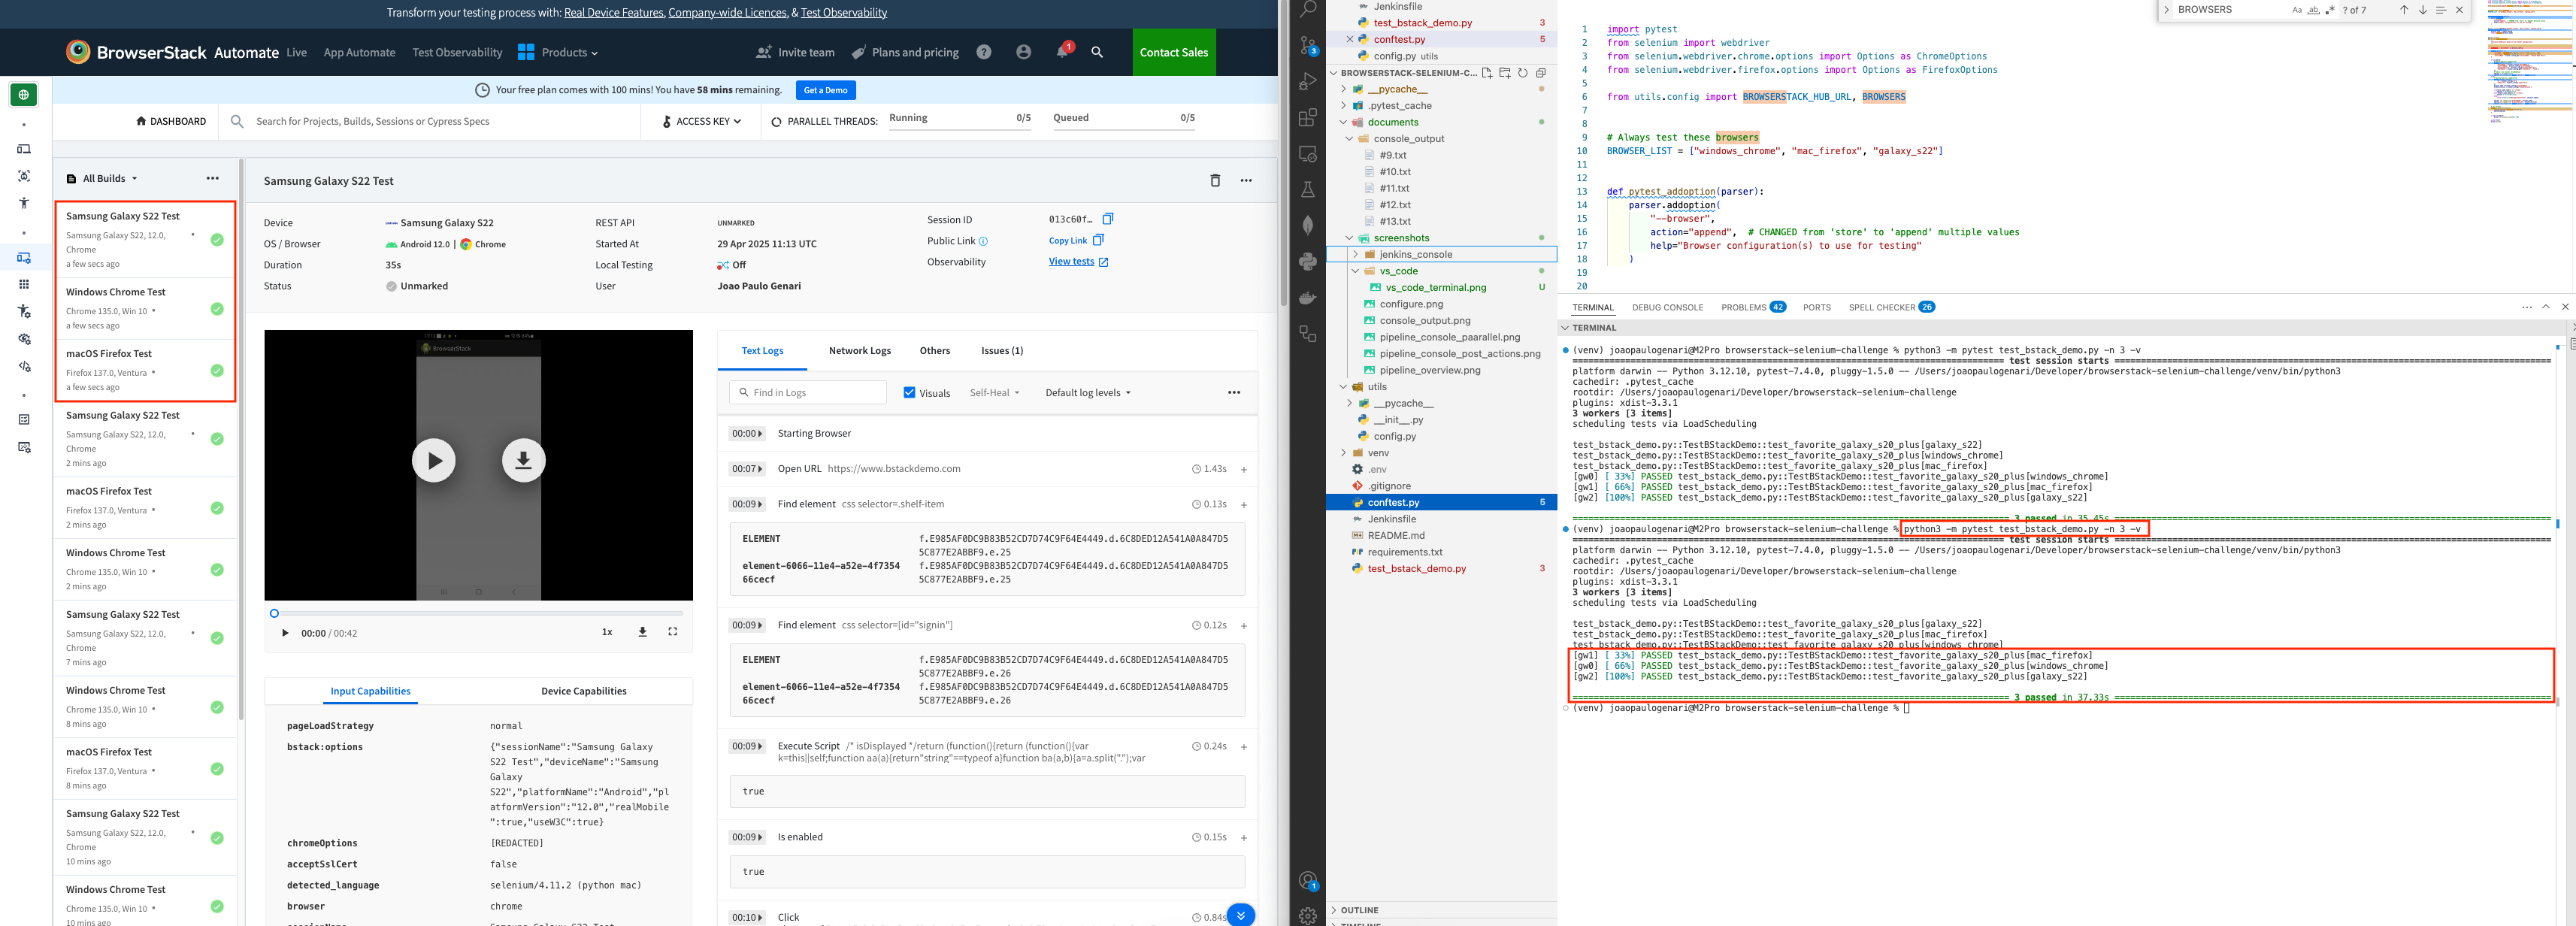 Transform your testing process with: Real Device Features, Company-wide Licences, & Test Observability
BrowserStack Automate Live App Automate Test Observability Products Invite team Plans and pricing ? 1 Contact Sales
Your free plan comes with 100 mins! You have 58 mins remaining. Get a Demo
DASHBOARD Search for Projects, Builds, Sessions or Cypress Specs ACCESS KEY PARALLEL THREADS: Running 0/5 Queued 0/5
All Builds
Samsung Galaxy S22 Test
Samsung Galaxy S22, 12.0,
Chrome
a few secs ago
Windows Chrome Test
Chrome 135.0, Win 10
a few secs ago
macOS Firefox Test
Firefox 137.0, Ventura
a few secs ago
Samsung Galaxy S22 Test
Samsung Galaxy S22, 12.0,
Chrome
2 mins ago
macOS Firefox Test
Firefox 137.0, Ventura
2 mins ago
Windows Chrome Test
Chrome 135.0, Win 10
2 mins ago
Samsung Galaxy S22 Test
Samsung Galaxy S22, 12.0,
Chrome
7 mins ago
Windows Chrome Test
Chrome 135.0, Win 10
8 mins ago
macOS Firefox Test
Firefox 137.0, Ventura
8 mins ago
Samsung Galaxy S22 Test
Samsung Galaxy S22, 12.0,
Chrome
10 mins ago
Windows Chrome Test
Chrome 135.0, Win 10
10 mins ago
Samsung Galaxy S22 Test
Device Samsung Galaxy S22
OS / Browser Android 12.0 | Chrome
Duration 35s
Status Unmarked
REST API UNMARKED
Started At 29 Apr 2025 11:13 UTC
Local Testing Off
User Joao Paulo Genari
Session ID 013c60f...
Public Link Copy Link
Observability View tests
BrowserStack
00:00 / 00:42 1x
Input Capabilities Device Capabilities
pageLoadStrategy normal
bstack:options {"sessionName":"Samsung Galaxy
S22 Test","deviceName":"Samsung
Galaxy
S22","platformName":"Android","pl
atformVersion":"12.0","realMobile
":true,"useW3C":true}
chromeOptions [REDACTED]
acceptSslCert false
detected_language selenium/4.11.2 (python mac)
browser chrome
Text Logs Network Logs Others Issues (1)
Find in Logs Visuals Self-Heal Default log levels
00:00 Starting Browser
00:07 Open URL https://www.bstackdemo.com 1.43s +
00:09 Find element css selector=.shelf-item 0.13s +
ELEMENT f.E985AF0DC9B83B52CD7D74C9F64E4449.d.6C8DED12A541A0A847D5
5C877E2ABBF9.e.25
element-6066-11e4-a52e-4f7354 f.E985AF0DC9B83B52CD7D74C9F64E4449.d.6C8DED12A541A0A847D5
66cecf 5C877E2ABBF9.e.25
00:09 Find element css selector=[id="signin"] 0.12s +
ELEMENT f.E985AF0DC9B83B52CD7D74C9F64E4449.d.6C8DED12A541A0A847D5
5C877E2ABBF9.e.26
element-6066-11e4-a52e-4f7354 f.E985AF0DC9B83B52CD7D74C9F64E4449.d.6C8DED12A541A0A847D5
66cecf 5C877E2ABBF9.e.26
00:09 Execute Script /* isDisplayed */return (function(){return (function(){var 0.24s +
k=this||self;function aa(a){return"string"==typeof a}function ba(a,b){a=a.split(".");var
true
00:09 Is enabled 0.15s +
true
00:10 Click 0.84s
Jenkinsfile
test_bstack_demo.py 3
conftest.py 5
config.py utils
BROWSERSTACK-SELENIUM-C...
__pycache__
.pytest_cache
documents
console_output
#9.txt
#10.txt
#11.txt
#12.txt
#13.txt
screenshots
jenkins_console
vs_code
vs_code_terminal.png U
configure.png
console_output.png
pipeline_console_paarallel.png
pipeline_console_post_actions.png
pipeline_overview.png
utils
__pycache__
__init__.py
config.py
venv
.env
.gitignore
conftest.py 5
Jenkinsfile
README.md
requirements.txt
test_bstack_demo.py 3
OUTLINE
TIMELINE
3
1
BROWSERS Aa ab .* ? of 7
1 import pytest
2 from selenium import webdriver
3 from selenium.webdriver.chrome.options import Options as ChromeOptions
4 from selenium.webdriver.firefox.options import Options as FirefoxOptions
5
6 from utils.config import BROWSERSTACK_HUB_URL, BROWSERS
7
8
9 # Always test these browsers
10 BROWSER_LIST = ["windows_chrome", "mac_firefox", "galaxy_s22"]
11
12
13 def pytest_addoption(parser):
14 parser.addoption(
15 "--browser",
16 action="append", # CHANGED from 'store' to 'append' multiple values
17 help="Browser configuration(s) to use for testing"
18 )
19
20
TERMINAL DEBUG CONSOLE PROBLEMS 42 PORTS SPELL CHECKER 26
TERMINAL
(venv) joaopaulogenari@M2Pro browserstack-selenium-challenge % python3 -m pytest test_bstack_demo.py -n 3 -v
test session starts
platform darwin -- Python 3.12.10, pytest-7.4.0, pluggy-1.5.0 -- /Users/joaopaulogenari/Developer/browserstack-selenium-challenge/venv/bin/python3
cachedir: .pytest_cache
rootdir: /Users/joaopaulogenari/Developer/browserstack-selenium-challenge
plugins: xdist-3.3.1
3 workers [3 items]
scheduling tests via LoadScheduling
test_bstack_demo.py::TestBStackDemo::test_favorite_galaxy_s20_plus[galaxy_s22]
test_bstack_demo.py::TestBStackDemo::test_favorite_galaxy_s20_plus[windows_chrome]
test_bstack_demo.py::TestBStackDemo::test_favorite_galaxy_s20_plus[mac_firefox]
[gw0] [ 33%] PASSED test_bstack_demo.py::TestBStackDemo::test_favorite_galaxy_s20_plus[windows_chrome]
[gw1] [ 66%] PASSED test_bstack_demo.py::TestBStackDemo::test_favorite_galaxy_s20_plus[mac_firefox]
[gw2] [100%] PASSED test_bstack_demo.py::TestBStackDemo::test_favorite_galaxy_s20_plus[galaxy_s22]
3 passed in 35.45s
(venv) joaopaulogenari@M2Pro browserstack-selenium-challenge % python3 -m pytest test_bstack_demo.py -n 3 -v
test session starts
platform darwin -- Python 3.12.10, pytest-7.4.0, pluggy-1.5.0 -- /Users/joaopaulogenari/Developer/browserstack-selenium-challenge/venv/bin/python3
cachedir: .pytest_cache
rootdir: /Users/joaopaulogenari/Developer/browserstack-selenium-challenge
plugins: xdist-3.3.1
3 workers [3 items]
scheduling tests via LoadScheduling
test_bstack_demo.py::TestBStackDemo::test_favorite_galaxy_s20_plus[galaxy_s22]
test_bstack_demo.py::TestBStackDemo::test_favorite_galaxy_s20_plus[mac_firefox]
test_bstack_demo.py::TestBStackDemo::test_favorite_galaxy_s20_plus[windows_chrome]
[gw1] [ 33%] PASSED test_bstack_demo.py::TestBStackDemo::test_favorite_galaxy_s20_plus[mac_firefox]
[gw0] [ 66%] PASSED test_bstack_demo.py::TestBStackDemo::test_favorite_galaxy_s20_plus[windows_chrome]
[gw2] [100%] PASSED test_bstack_demo.py::TestBStackDemo::test_favorite_galaxy_s20_plus[galaxy_s22]
3 passed in 37.33s
(venv) joaopaulogenari@M2Pro browserstack-selenium-challenge %